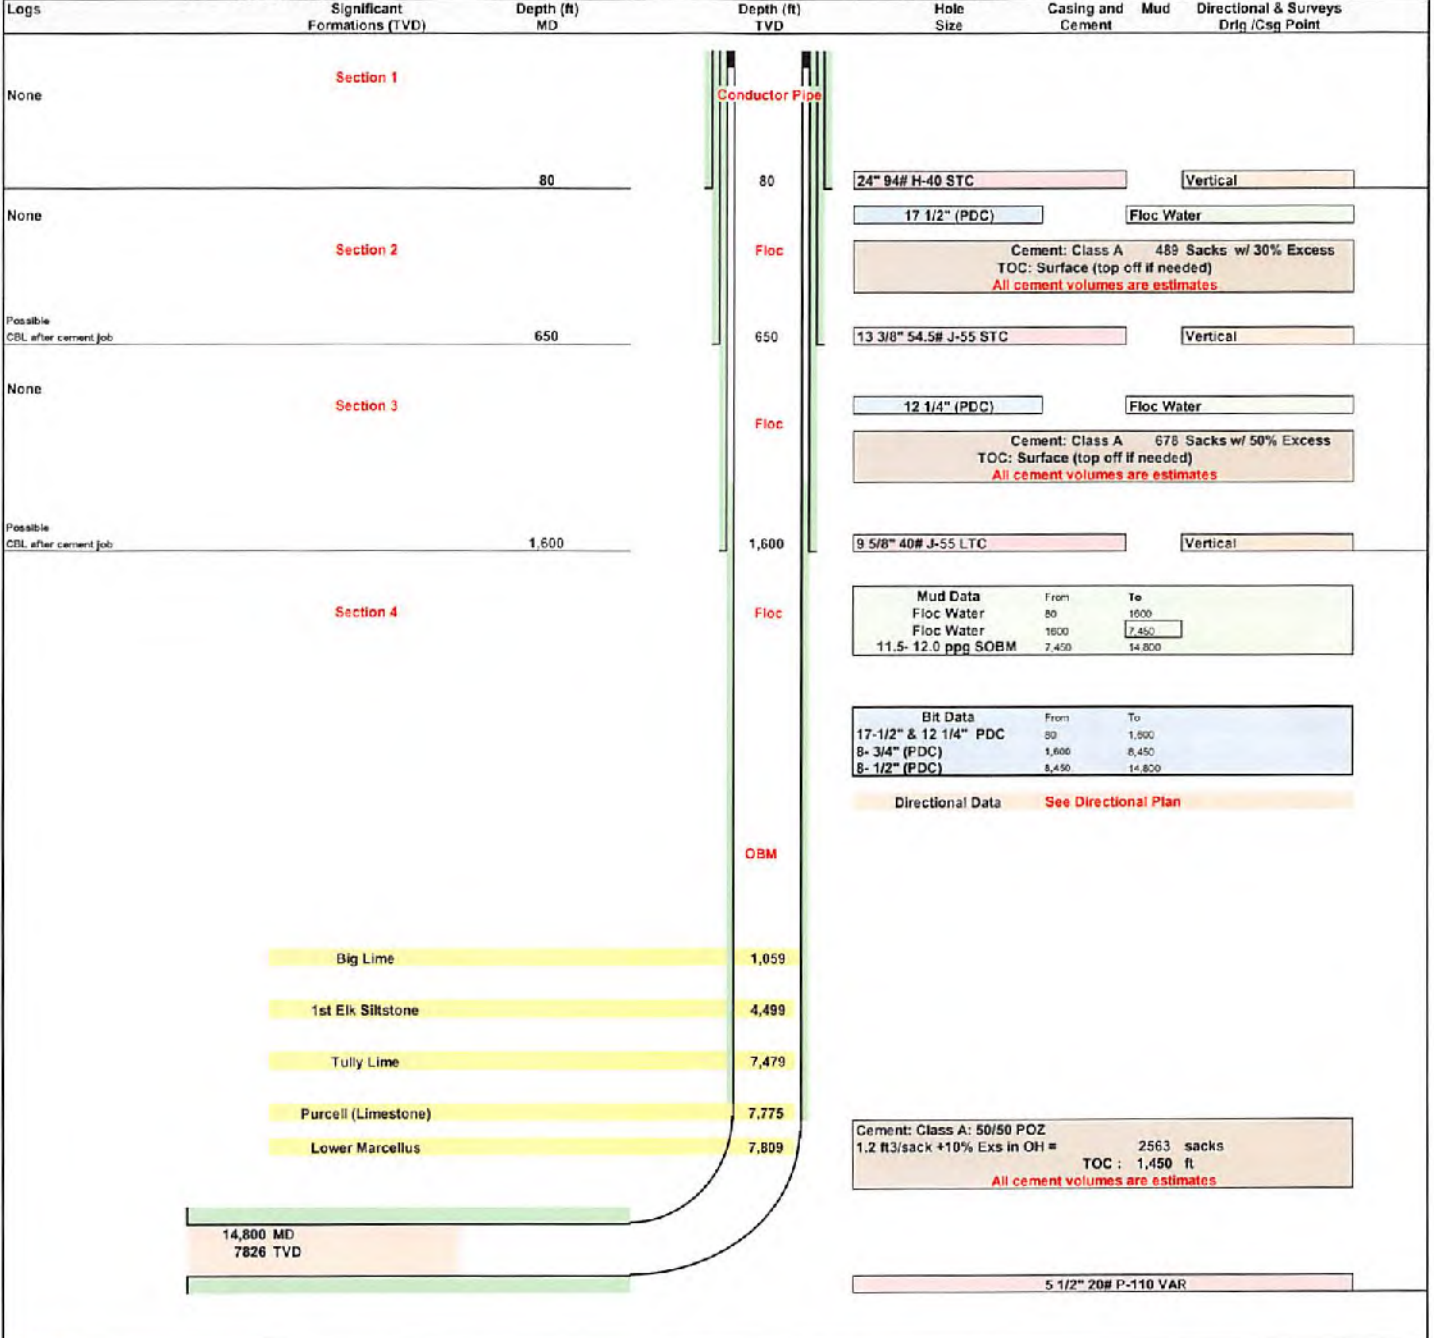 Logs Significant Depth (ft) Depth (ft) Hole Casing and Mud Directional & Surveys
Formations (TVD) MD TVD Size Cement Drlg /Csg Point
Section 1
None Conductor Pipe
80 80 24" 94# H-40 STC Vertical
None 17 1/2" (PDC) Floc Water
Section 2 Floc Cement: Class A 489 Sacks w/ 30% Excess
TOC: Surface (top off if needed)
All cement volumes are estimates
Possible
CBL after cement job 650 650 13 3/8" 54.5# J-55 STC Vertical
None
Section 3 12 1/4" (PDC) Floc Water
Floc
Cement: Class A 678 Sacks w/ 50% Excess
TOC: Surface (top off if needed)
All cement volumes are estimates
Possible
CBL after cement job 1,600 1,600 9 5/8" 40# J-55 LTC Vertical
Mud Data From To
Section 4 Floc Floc Water 80 1600
Floc Water 1600 7,450
11.5- 12.0 ppg SOBM 7,450 14,800
Bit Data From To
17-1/2" & 12 1/4" PDC 80 1,600
8- 3/4" (PDC) 1,600 8,450
8- 1/2" (PDC) 8,450 14,800
Directional Data See Directional Plan
OBM
Big Lime 1,059
1st Elk Siltstone 4,499
Tully Lime 7,479
Purcell (Limestone) 7,775
Cement: Class A: 50/50 POZ
Lower Marcellus 7,809 1.2 ft3/sack +10% Exs in OH = 2563 sacks
TOC : 1,450 ft
All cement volumes are estimates
14,800 MD
7826 TVD
5 1/2" 20# P-110 VAR